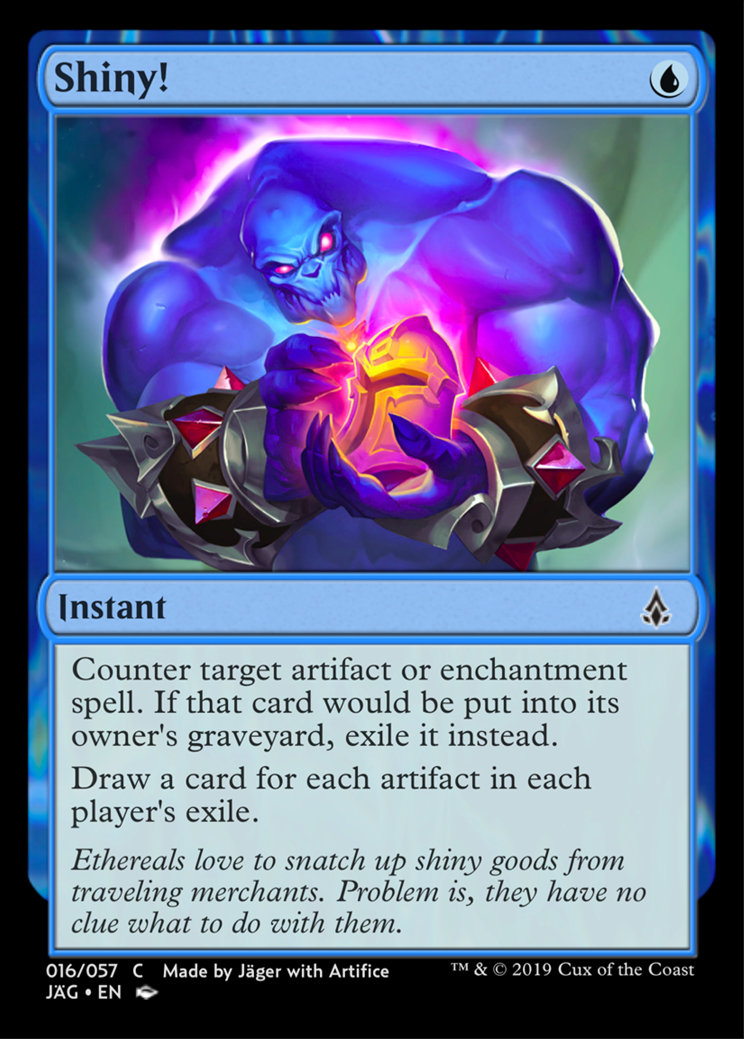 Shiny!
Instant
Counter target artifact or enchantment
spell. If that card would be put into its
owner's graveyard, exile it instead.
Draw a card for each artifact in each
player's exile.
Ethereals love to snatch up shiny goods from
traveling merchants. Problem is, they have no
clue what to do with them.
016/057 C Made by Jäger with Artifice
™ & © 2019 Cux of the Coast
JÄG • EN